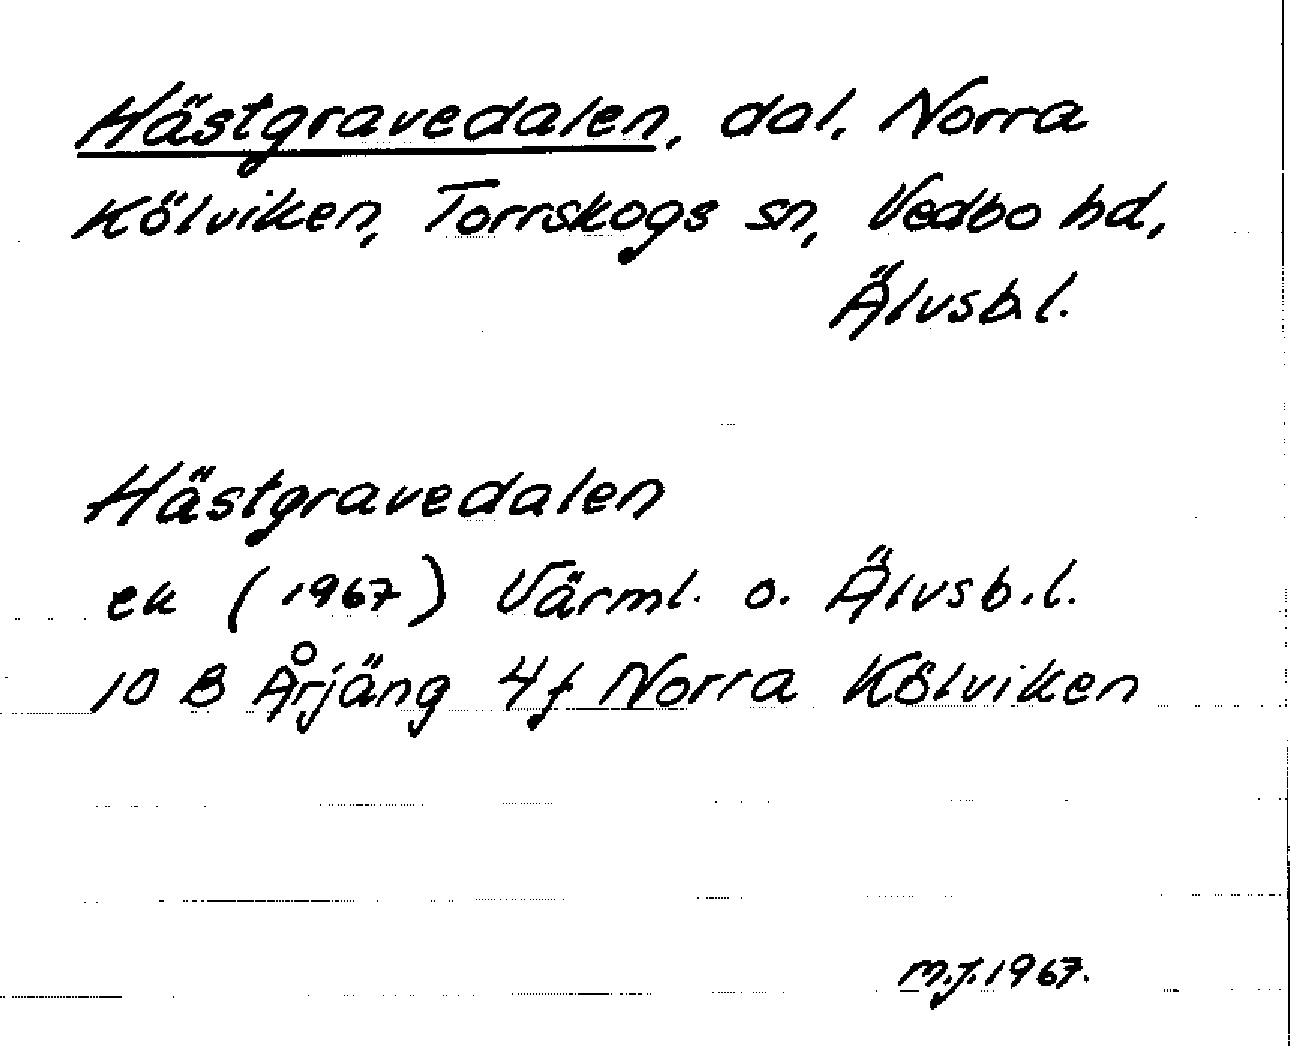 Hästgravedalen, dal, Norra
Kölviken, Torrskogs sn, Vedbo hd,
Älvsb.l.
Hästgravedalen
ek (1967) Värml. o. Älvsb.l.
10 B Årjäng 4f Norra Kölviken
M.J.1967.